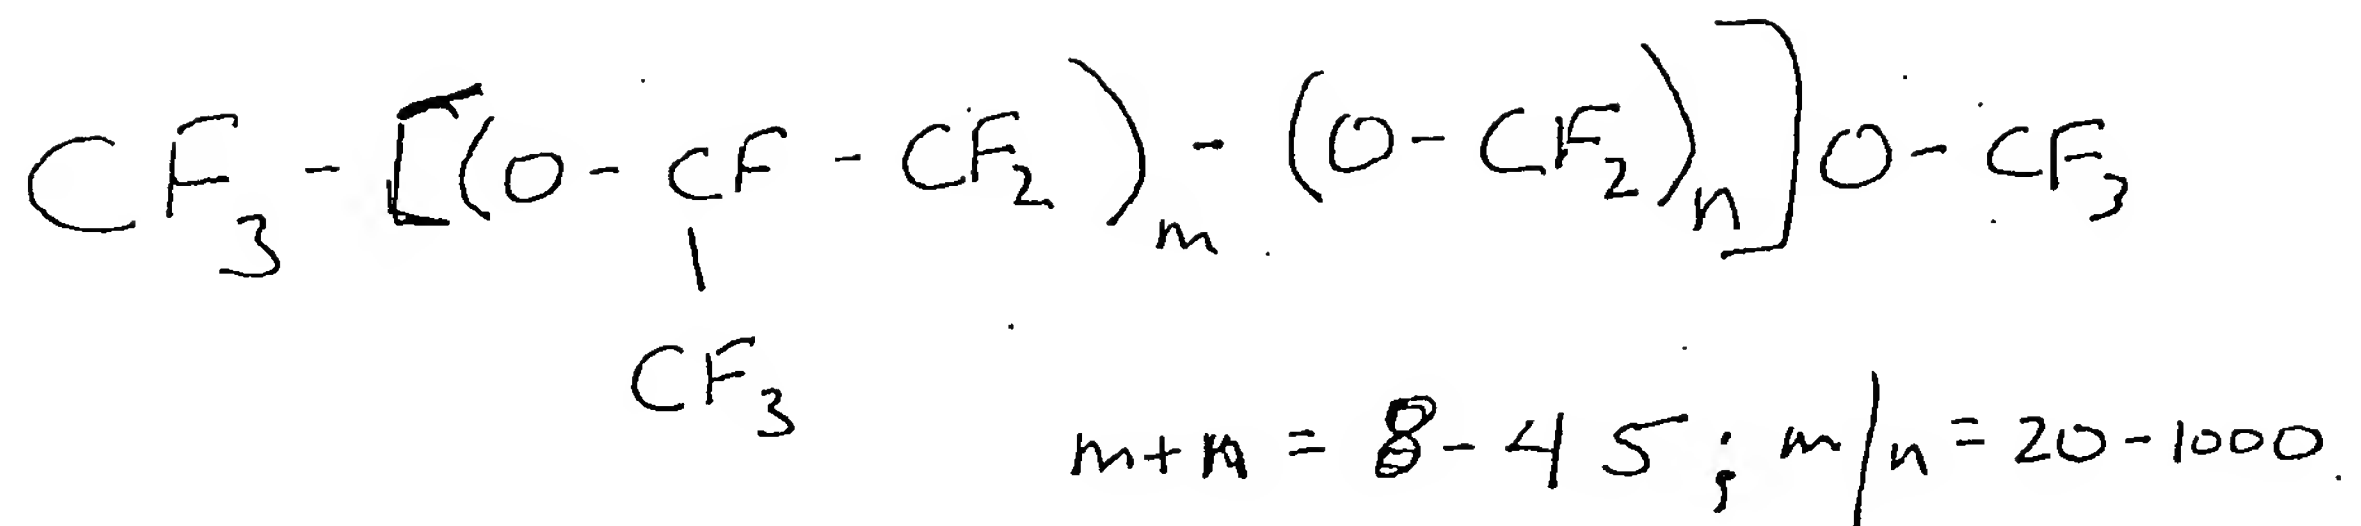 CF3-[(O-CF-CF2)m-(O-CF2)n]O-CF3
CF3
m+n = 8-45; m/n = 20-1000.